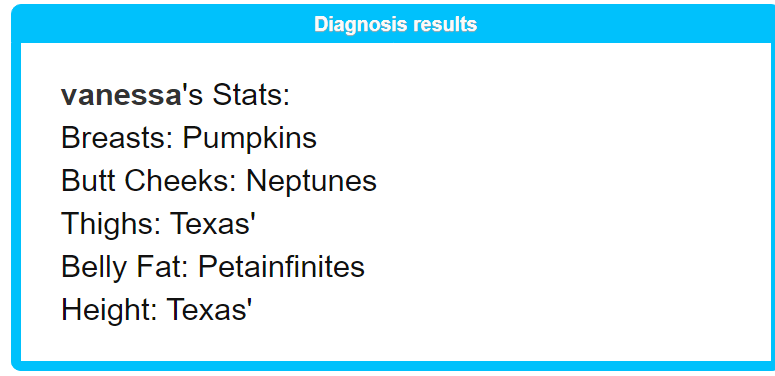 Diagnosis results
vanessa's Stats:
Breasts: Pumpkins
Butt Cheeks: Neptunes
Thighs: Texas'
Belly Fat: Petainfinites
Height: Texas'